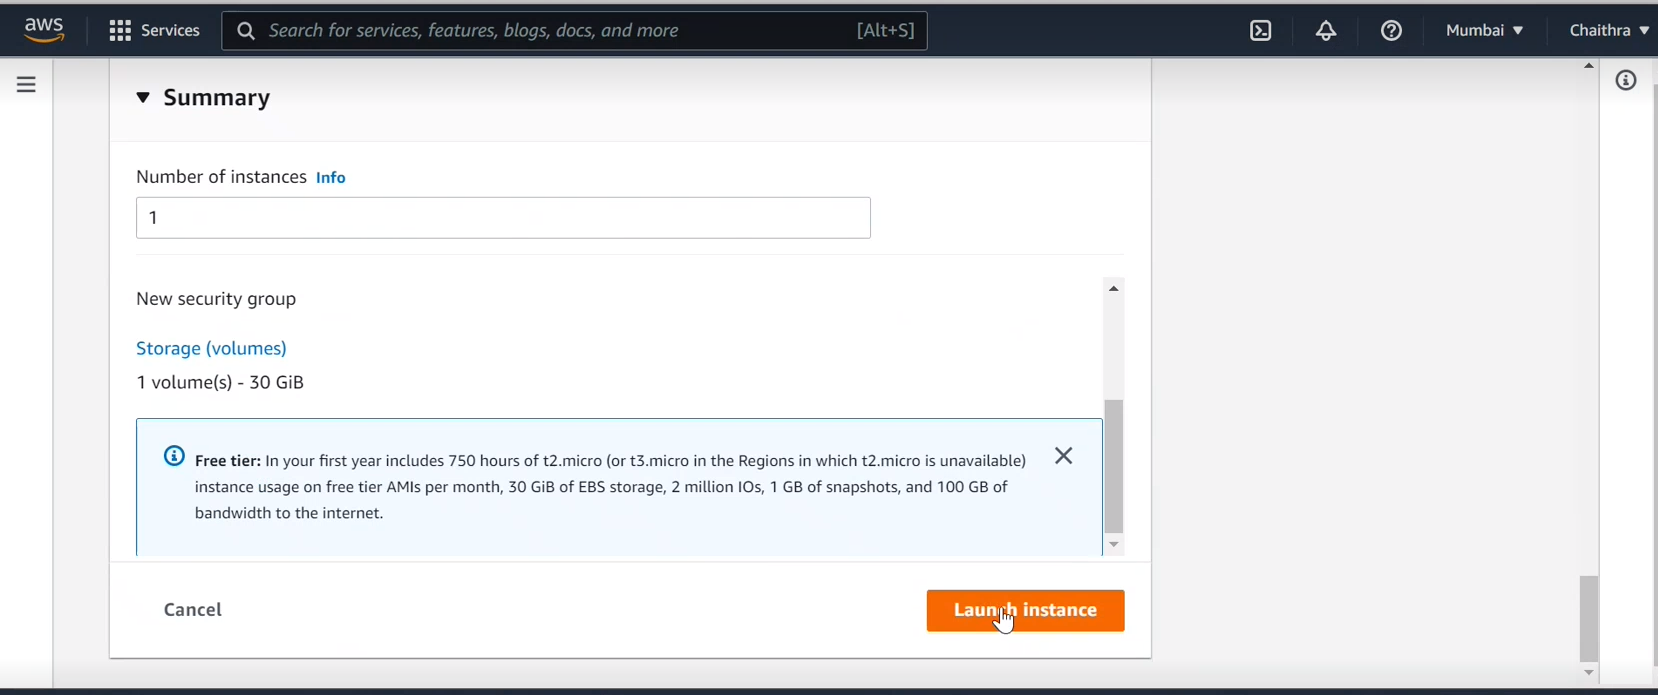 aws Services Search for services, features, blogs, docs, and more [Alt+S] Mumbai Chaithra
Summary
Number of instances Info
1
New security group
Storage (volumes)
1 volume(s) - 30 GiB
Free tier: In your first year includes 750 hours of t2.micro (or t3.micro in the Regions in which t2.micro is unavailable)
instance usage on free tier AMIs per month, 30 GiB of EBS storage, 2 million IOs, 1 GB of snapshots, and 100 GB of
bandwidth to the internet.
Cancel Launch instance